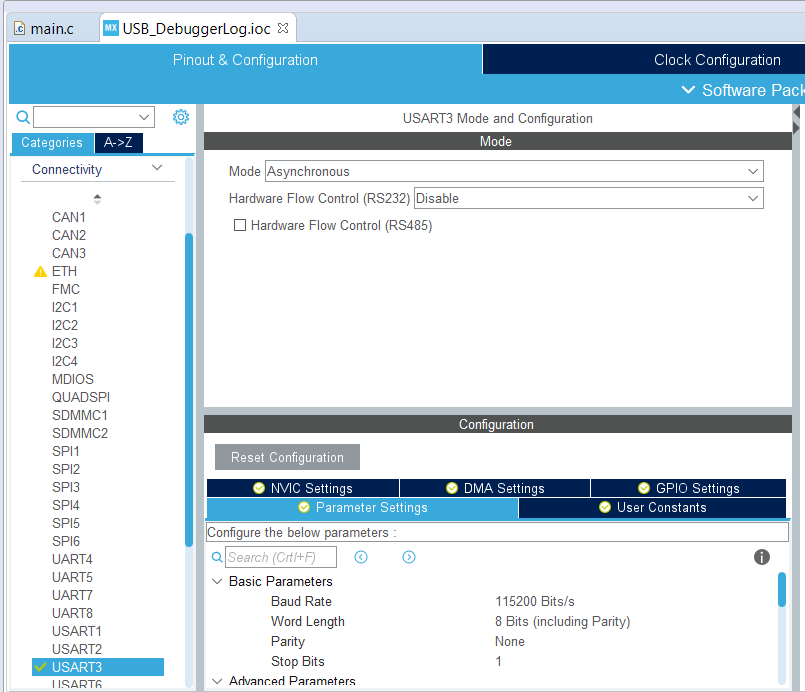 main.c
MX USB_DebuggerLog.ioc
Pinout & Configuration
Clock Configuration
Software Pack
Categories A->Z
Connectivity
CAN1
CAN2
CAN3
ETH
FMC
I2C1
I2C2
I2C3
I2C4
MDIOS
QUADSPI
SDMMC1
SDMMC2
SPI1
SPI2
SPI3
SPI4
SPI5
SPI6
UART4
UART5
UART7
UART8
USART1
USART2
USART3
USART6
USART3 Mode and Configuration
Mode
Mode Asynchronous
Hardware Flow Control (RS232) Disable
Hardware Flow Control (RS485)
Configuration
Reset Configuration
NVIC Settings DMA Settings GPIO Settings
Parameter Settings User Constants
Configure the below parameters :
Search (Crtl+F)
Basic Parameters
Baud Rate 115200 Bits/s
Word Length 8 Bits (including Parity)
Parity None
Stop Bits 1
Advanced Parameters